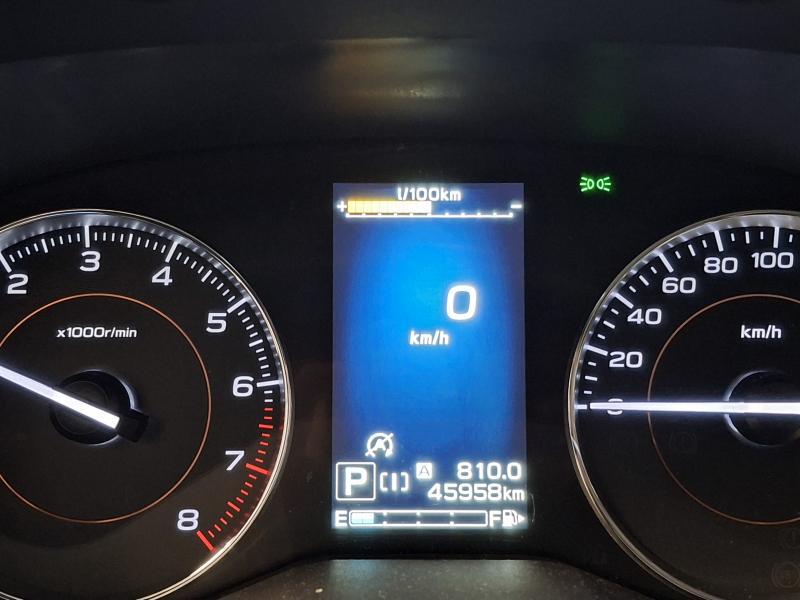 l/100km
+ -
0
km/h
P A 810.0
45958km
E F
2 3 4 5 6 7 8
x1000r/min
0 20 40 60 80 100
km/h